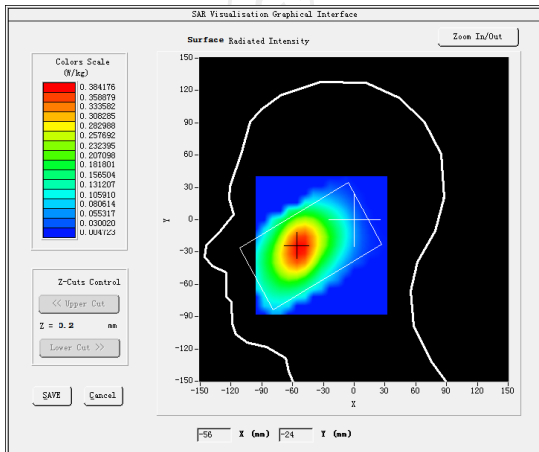 SAR Visualisation Graphical Interface
Surface Radiated Intensity
Zoom In/Out
Colors Scale
(W/kg)
0.384176
0.358879
0.333582
0.308285
0.282988
0.257692
0.232395
0.207098
0.181801
0.156504
0.131207
0.105910
0.080614
0.055317
0.030020
0.004723
Z-Cuts Control
<< Upper Cut
Z = 0.2 mm
Lower Cut >>
SAVE Cancel
150
120
90
60
30
0
-30
-60
-90
-120
-150
Y
-150 -120 -90 -60 -30 0 30 60 90 120 150
X
-56 X (mm) -24 Y (mm)